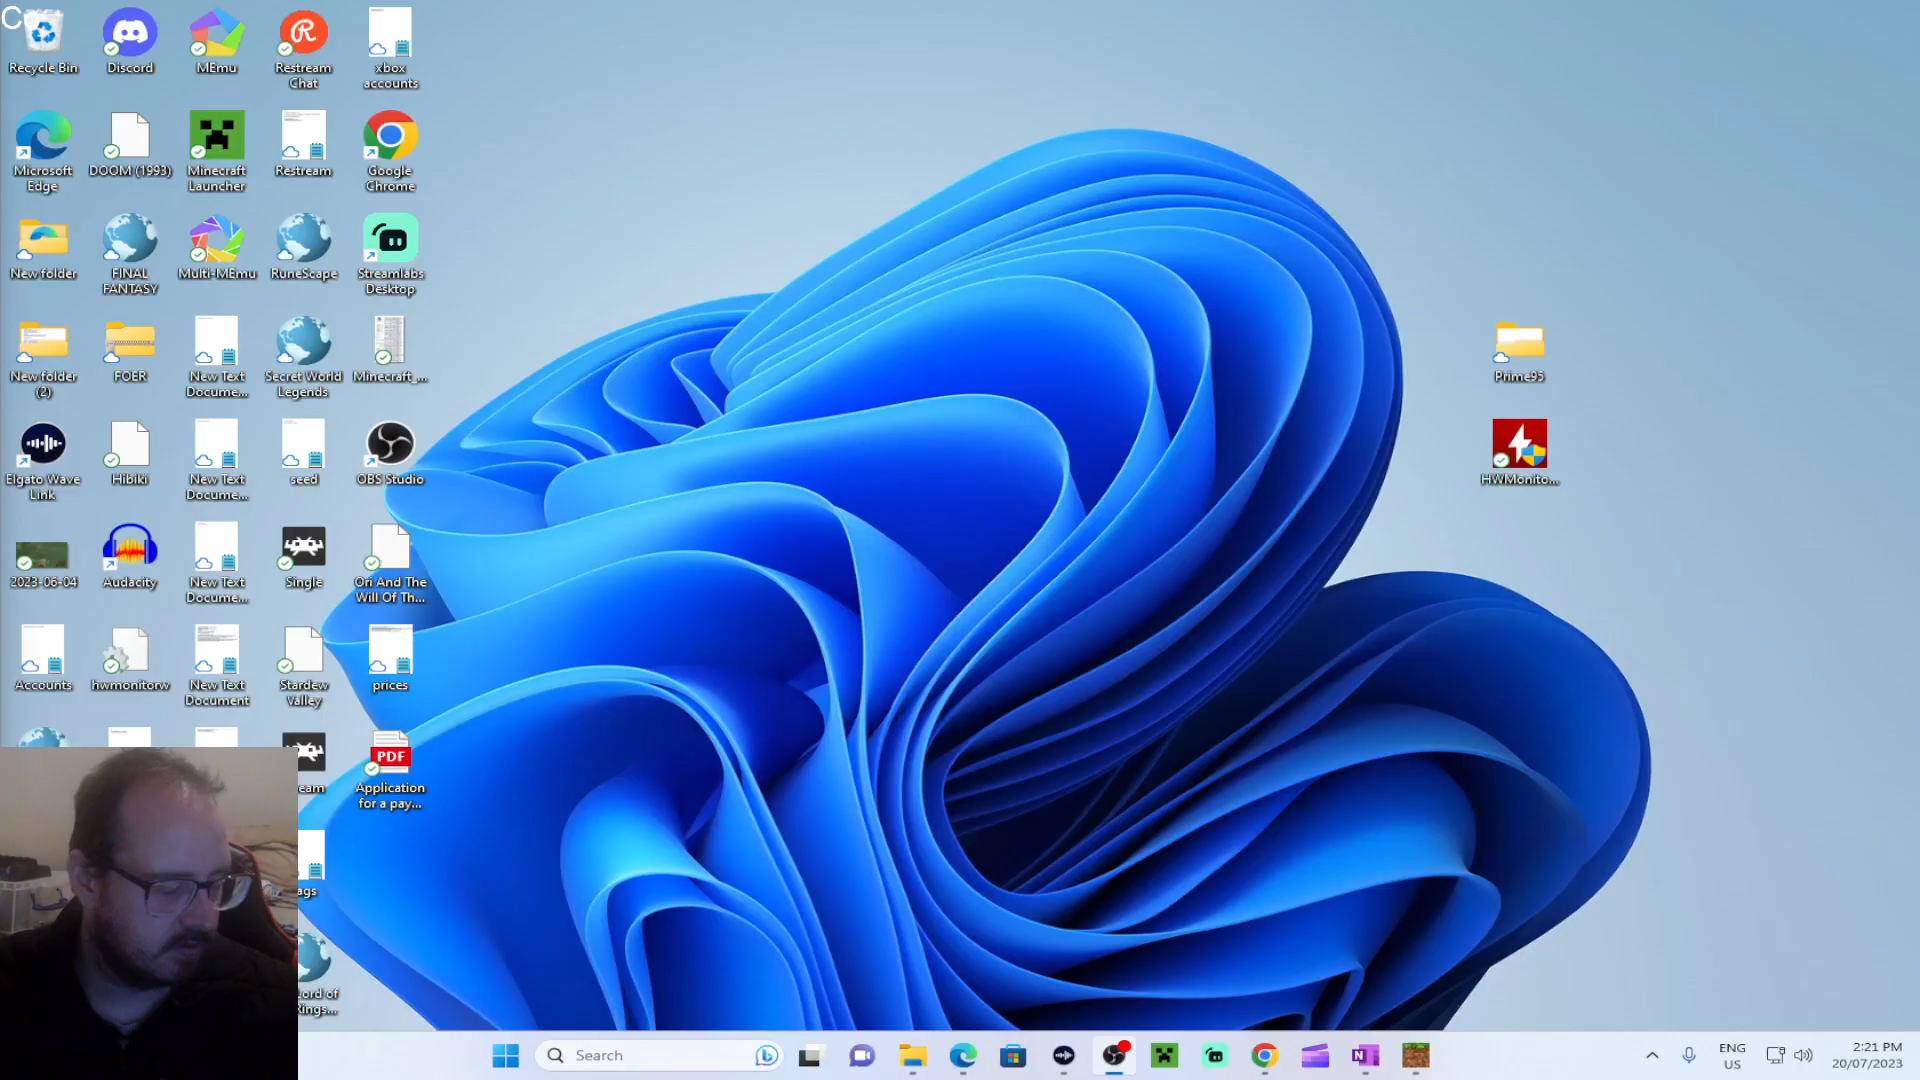 Recycle Bin
Discord
MEmu
Restream
Chat
xbox
accounts
Microsoft
Edge
DOOM (1993)
Minecraft
Launcher
Restream
Google
Chrome
New folder
FINAL
FANTASY
Multi-MEmu
RuneScape
Streamlabs
Desktop
New folder
(2)
FOER
New Text
Docume...
Secret World
Legends
Minecraft_...
Elgato Wave
Link
Hibiki
New Text
Docume...
seed
OBS Studio
2023-06-04
Audacity
New Text
Docume...
Single
Ori And The
Will Of Th...
Accounts
hwmonitorw
New Text
Document
Stardew
Valley
prices
eam
PDF
Application
for a pay...
ags
Lord of
Rings...
Prime95
HWMonito...
Search
ENG
US
2:21 PM
20/07/2023